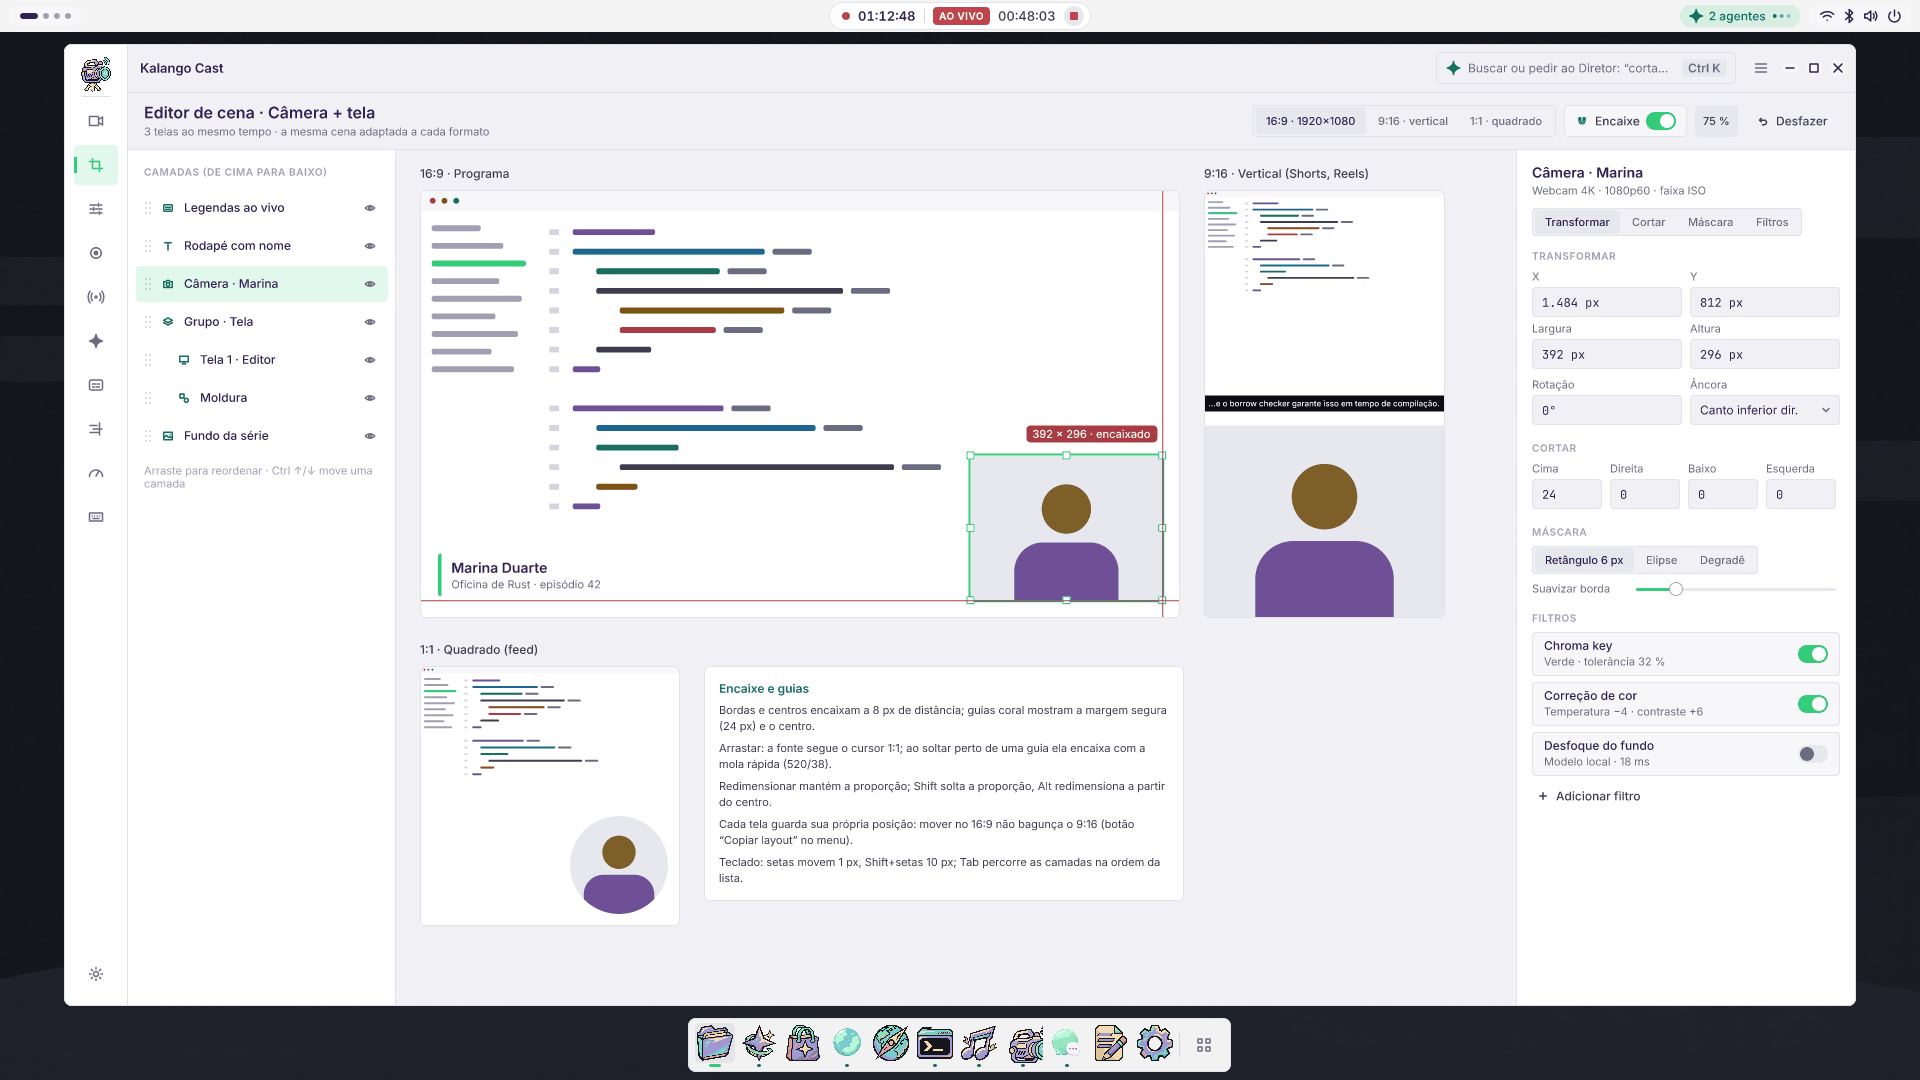 01:12:48
AO VIVO
00:48:03
2 agentes
Kalango Cast
Buscar ou pedir ao Diretor: “corta...
Ctrl K
Editor de cena · Câmera + tela
3 telas ao mesmo tempo · a mesma cena adaptada a cada formato
16:9 · 1920×1080
9:16 · vertical
1:1 · quadrado
Encaixe
75 %
Desfazer
CAMADAS (DE CIMA PARA BAIXO)
Legendas ao vivo
Rodapé com nome
Câmera · Marina
Grupo · Tela
Tela 1 · Editor
Moldura
Fundo da série
Arraste para reordenar · Ctrl ↑/↓ move uma
camada
16:9 · Programa
392 × 296 · encaixado
Marina Duarte
Oficina de Rust · episódio 42
9:16 · Vertical (Shorts, Reels)
...e o borrow checker garante isso em tempo de compilação.
1:1 · Quadrado (feed)
Encaixe e guias
Bordas e centros encaixam a 8 px de distância; guias coral mostram a margem segura
(24 px) e o centro.
Arrastar: a fonte segue o cursor 1:1; ao soltar perto de uma guia ela encaixa com a
mola rápida (520/38).
Redimensionar mantém a proporção; Shift solta a proporção, Alt redimensiona a partir
do centro.
Cada tela guarda sua própria posição: mover no 16:9 não bagunça o 9:16 (botão
“Copiar layout” no menu).
Teclado: setas movem 1 px, Shift+setas 10 px; Tab percorre as camadas na ordem da
lista.
Câmera · Marina
Webcam 4K · 1080p60 · faixa ISO
Transformar
Cortar
Máscara
Filtros
TRANSFORMAR
X
Y
1.484 px
812 px
Largura
Altura
392 px
296 px
Rotação
Âncora
0°
Canto inferior dir.
CORTAR
Cima
Direita
Baixo
Esquerda
24
0
0
0
MÁSCARA
Retângulo 6 px
Elipse
Degradê
Suavizar borda
FILTROS
Chroma key
Verde · tolerância 32 %
Correção de cor
Temperatura −4 · contraste +6
Desfoque do fundo
Modelo local · 18 ms
+ Adicionar filtro